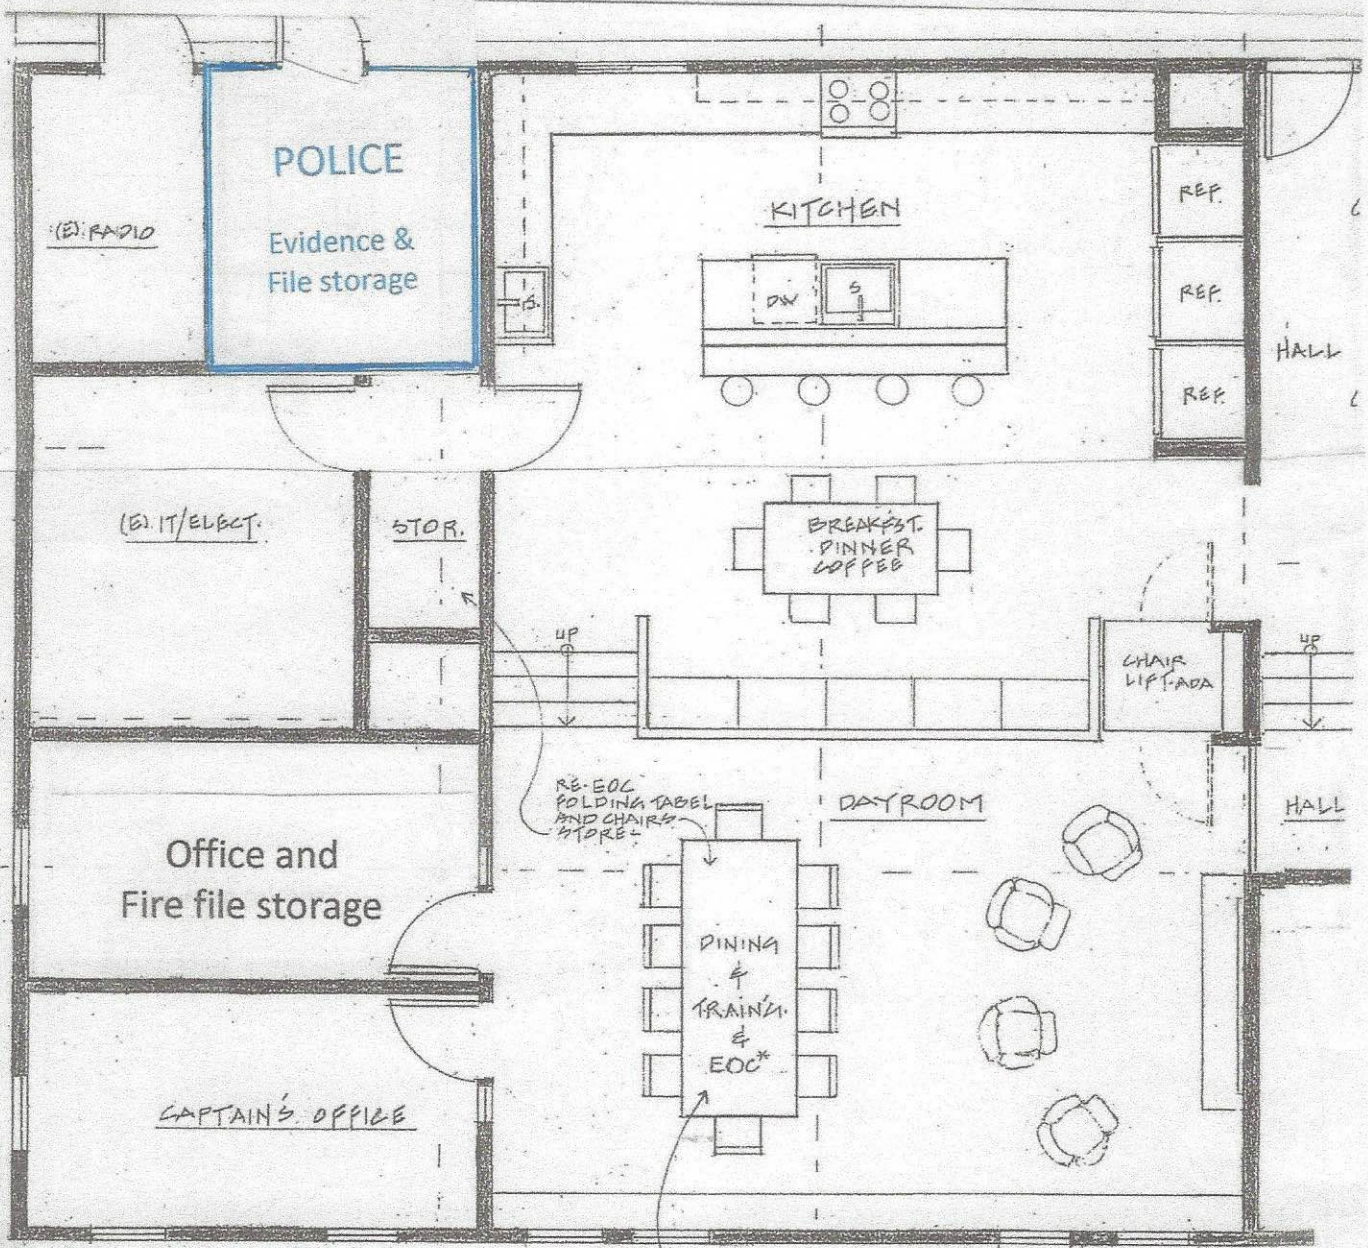 POLICE
Evidence &
File storage
(E) RADIO
KITCHEN
REF.
REF.
REF.
DW
S
S.
HALL
(E) IT/ELECT.
STOR.
BREAKFST.
DINNER
COFFEE
UP
CHAIR
LIFT-ADA
UP
RE-EOC
FOLDING TABEL
AND CHAIRS
STORE-
DAYROOM
HALL
Office and
Fire file storage
DINING
&
TRAIN'G.
&
EOC*
CAPTAIN'S. OFFICE